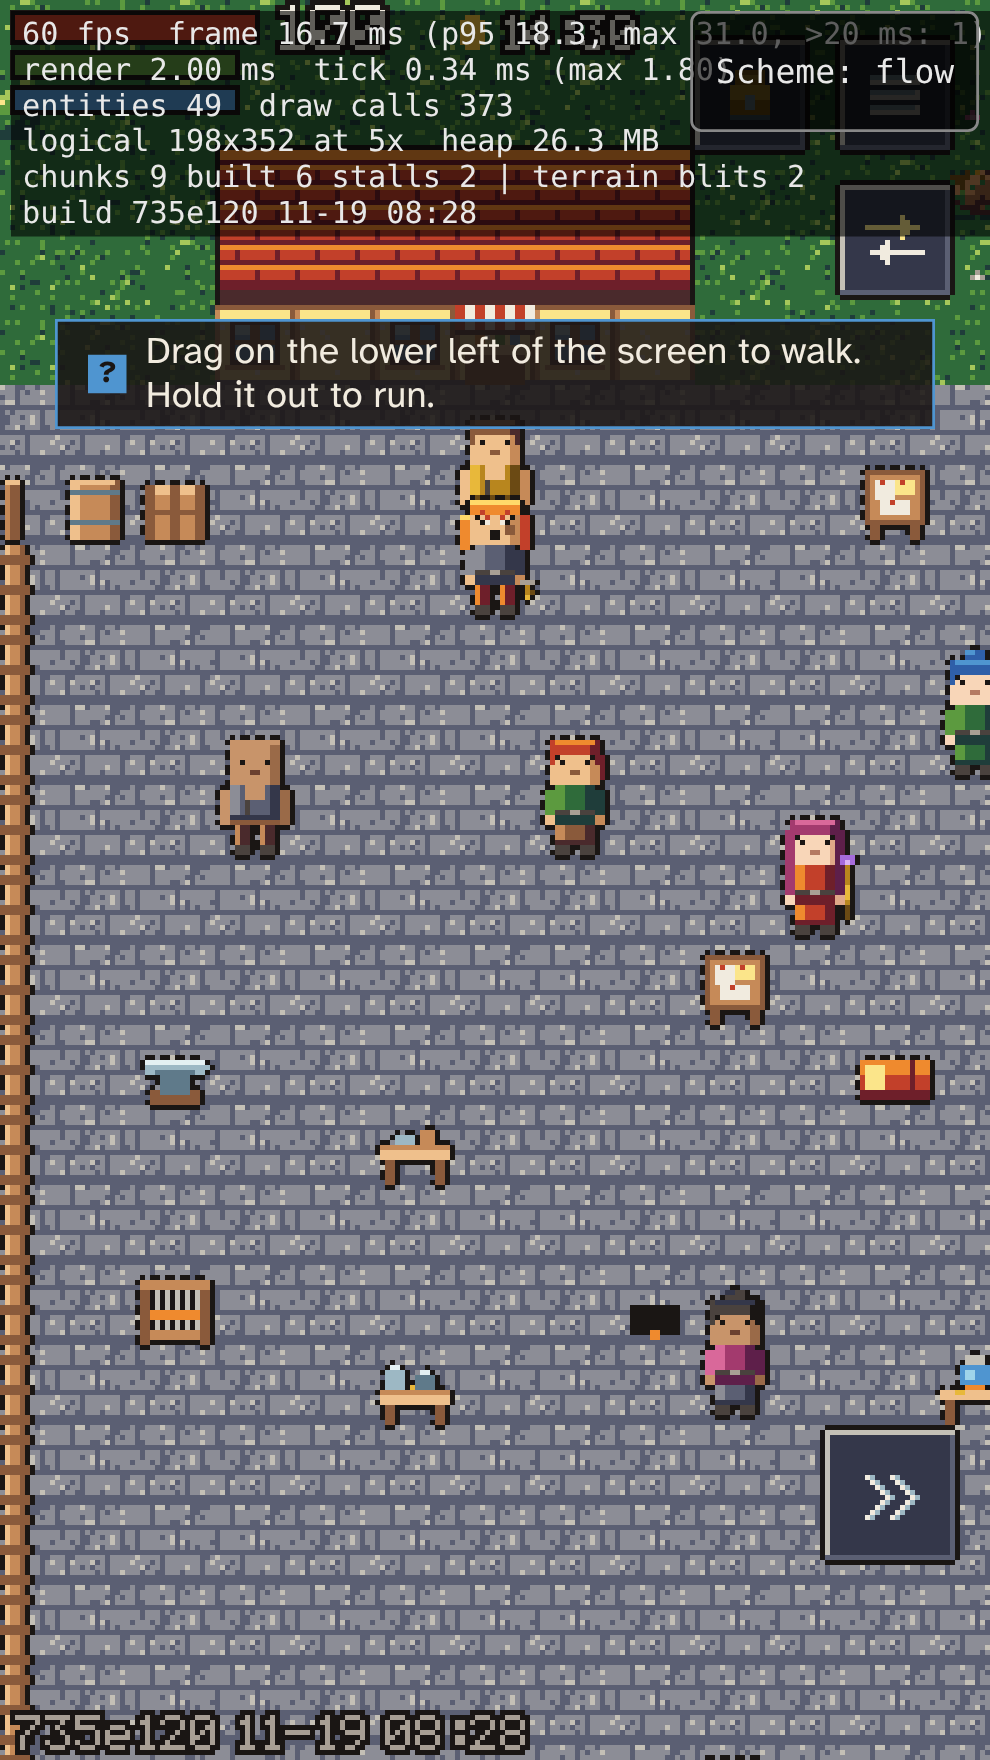 60 fps frame 16.7 ms (p95 18.3, max 31.0, >20 ms: 1)
render 2.00 ms tick 0.34 ms (max 1.80)
Scheme: flow
entities 49 draw calls 373
logical 198x352 at 5x heap 26.3 MB
chunks 9 built 6 stalls 2 | terrain blits 2
build 735e120 11-19 08:28
?
Drag on the lower left of the screen to walk.
Hold it out to run.
735e120 11-19 08:28